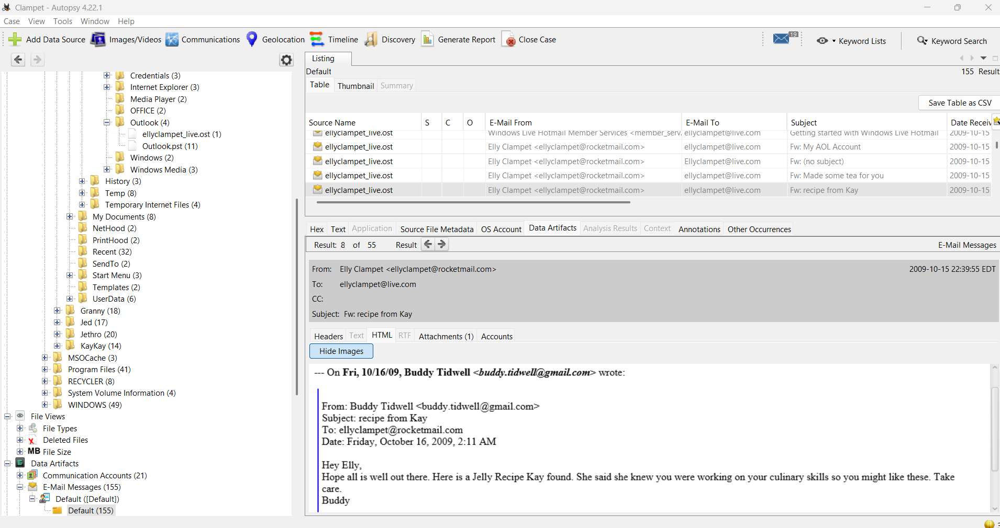 Clampet - Autopsy 4.22.1
Case View Tools Window Help
Add Data Source Images/Videos Communications Geolocation Timeline Discovery Generate Report Close Case 19 Keyword Lists Keyword Search
Credentials (3)
Internet Explorer (3)
Media Player (2)
OFFICE (2)
Outlook (4)
ellyclampet_live.ost (1)
Outlook.pst (11)
Windows (2)
Windows Media (3)
History (3)
Temp (8)
Temporary Internet Files (4)
My Documents (8)
NetHood (2)
PrintHood (2)
Recent (32)
SendTo (2)
Start Menu (3)
Templates (2)
UserData (6)
Granny (18)
Jed (17)
Jethro (20)
KayKay (14)
MSOCache (3)
Program Files (41)
RECYCLER (8)
System Volume Information (4)
WINDOWS (49)
File Views
File Types
Deleted Files
MB File Size
Data Artifacts
Communication Accounts (21)
E-Mail Messages (155)
Default ([Default])
Default (155)
Listing
Default 155 Result
Table Thumbnail Summary
Save Table as CSV
Source Name S C O E-Mail From E-Mail To Subject Date Receiv
ellyclampet_live.ost Windows Live Hotmail Member Services <member_serv. ellyclampet@live.com Getting started with Windows Live Hotmail 2009-10-15
ellyclampet_live.ost Elly Clampet <ellyclampet@rocketmail.com> ellyclampet@live.com Fw: My AOL Account 2009-10-15
ellyclampet_live.ost Elly Clampet <ellyclampet@rocketmail.com> Ellyclampet@live.com Fw: (no subject) 2009-10-15
ellyclampet_live.ost Elly Clampet <ellyclampet@rocketmail.com> ellyclampet@live.com Fw: Made some tea for you 2009-10-15
ellyclampet_live.ost Elly Clampet <ellyclampet@rocketmail.com> ellyclampet@live.com Fw: recipe from Kay 2009-10-15
Hex Text Application Source File Metadata OS Account Data Artifacts Analysis Results Context Annotations Other Occurrences
Result: 8 of 55 Result E-Mail Messages
From: Elly Clampet <ellyclampet@rocketmail.com> 2009-10-15 22:39:55 EDT
To: ellyclampet@live.com
CC:
Subject: Fw: recipe from Kay
Headers Text HTML RTF Attachments (1) Accounts
Hide Images
--- On Fri, 10/16/09, Buddy Tidwell <buddy.tidwell@gmail.com> wrote:
From: Buddy Tidwell <buddy.tidwell@gmail.com>
Subject: recipe from Kay
To: ellyclampet@rocketmail.com
Date: Friday, October 16, 2009, 2:11 AM
Hey Elly,
Hope all is well out there. Here is a Jelly Recipe Kay found. She said she knew you were working on your culinary skills so you might like these. Take
care.
Buddy